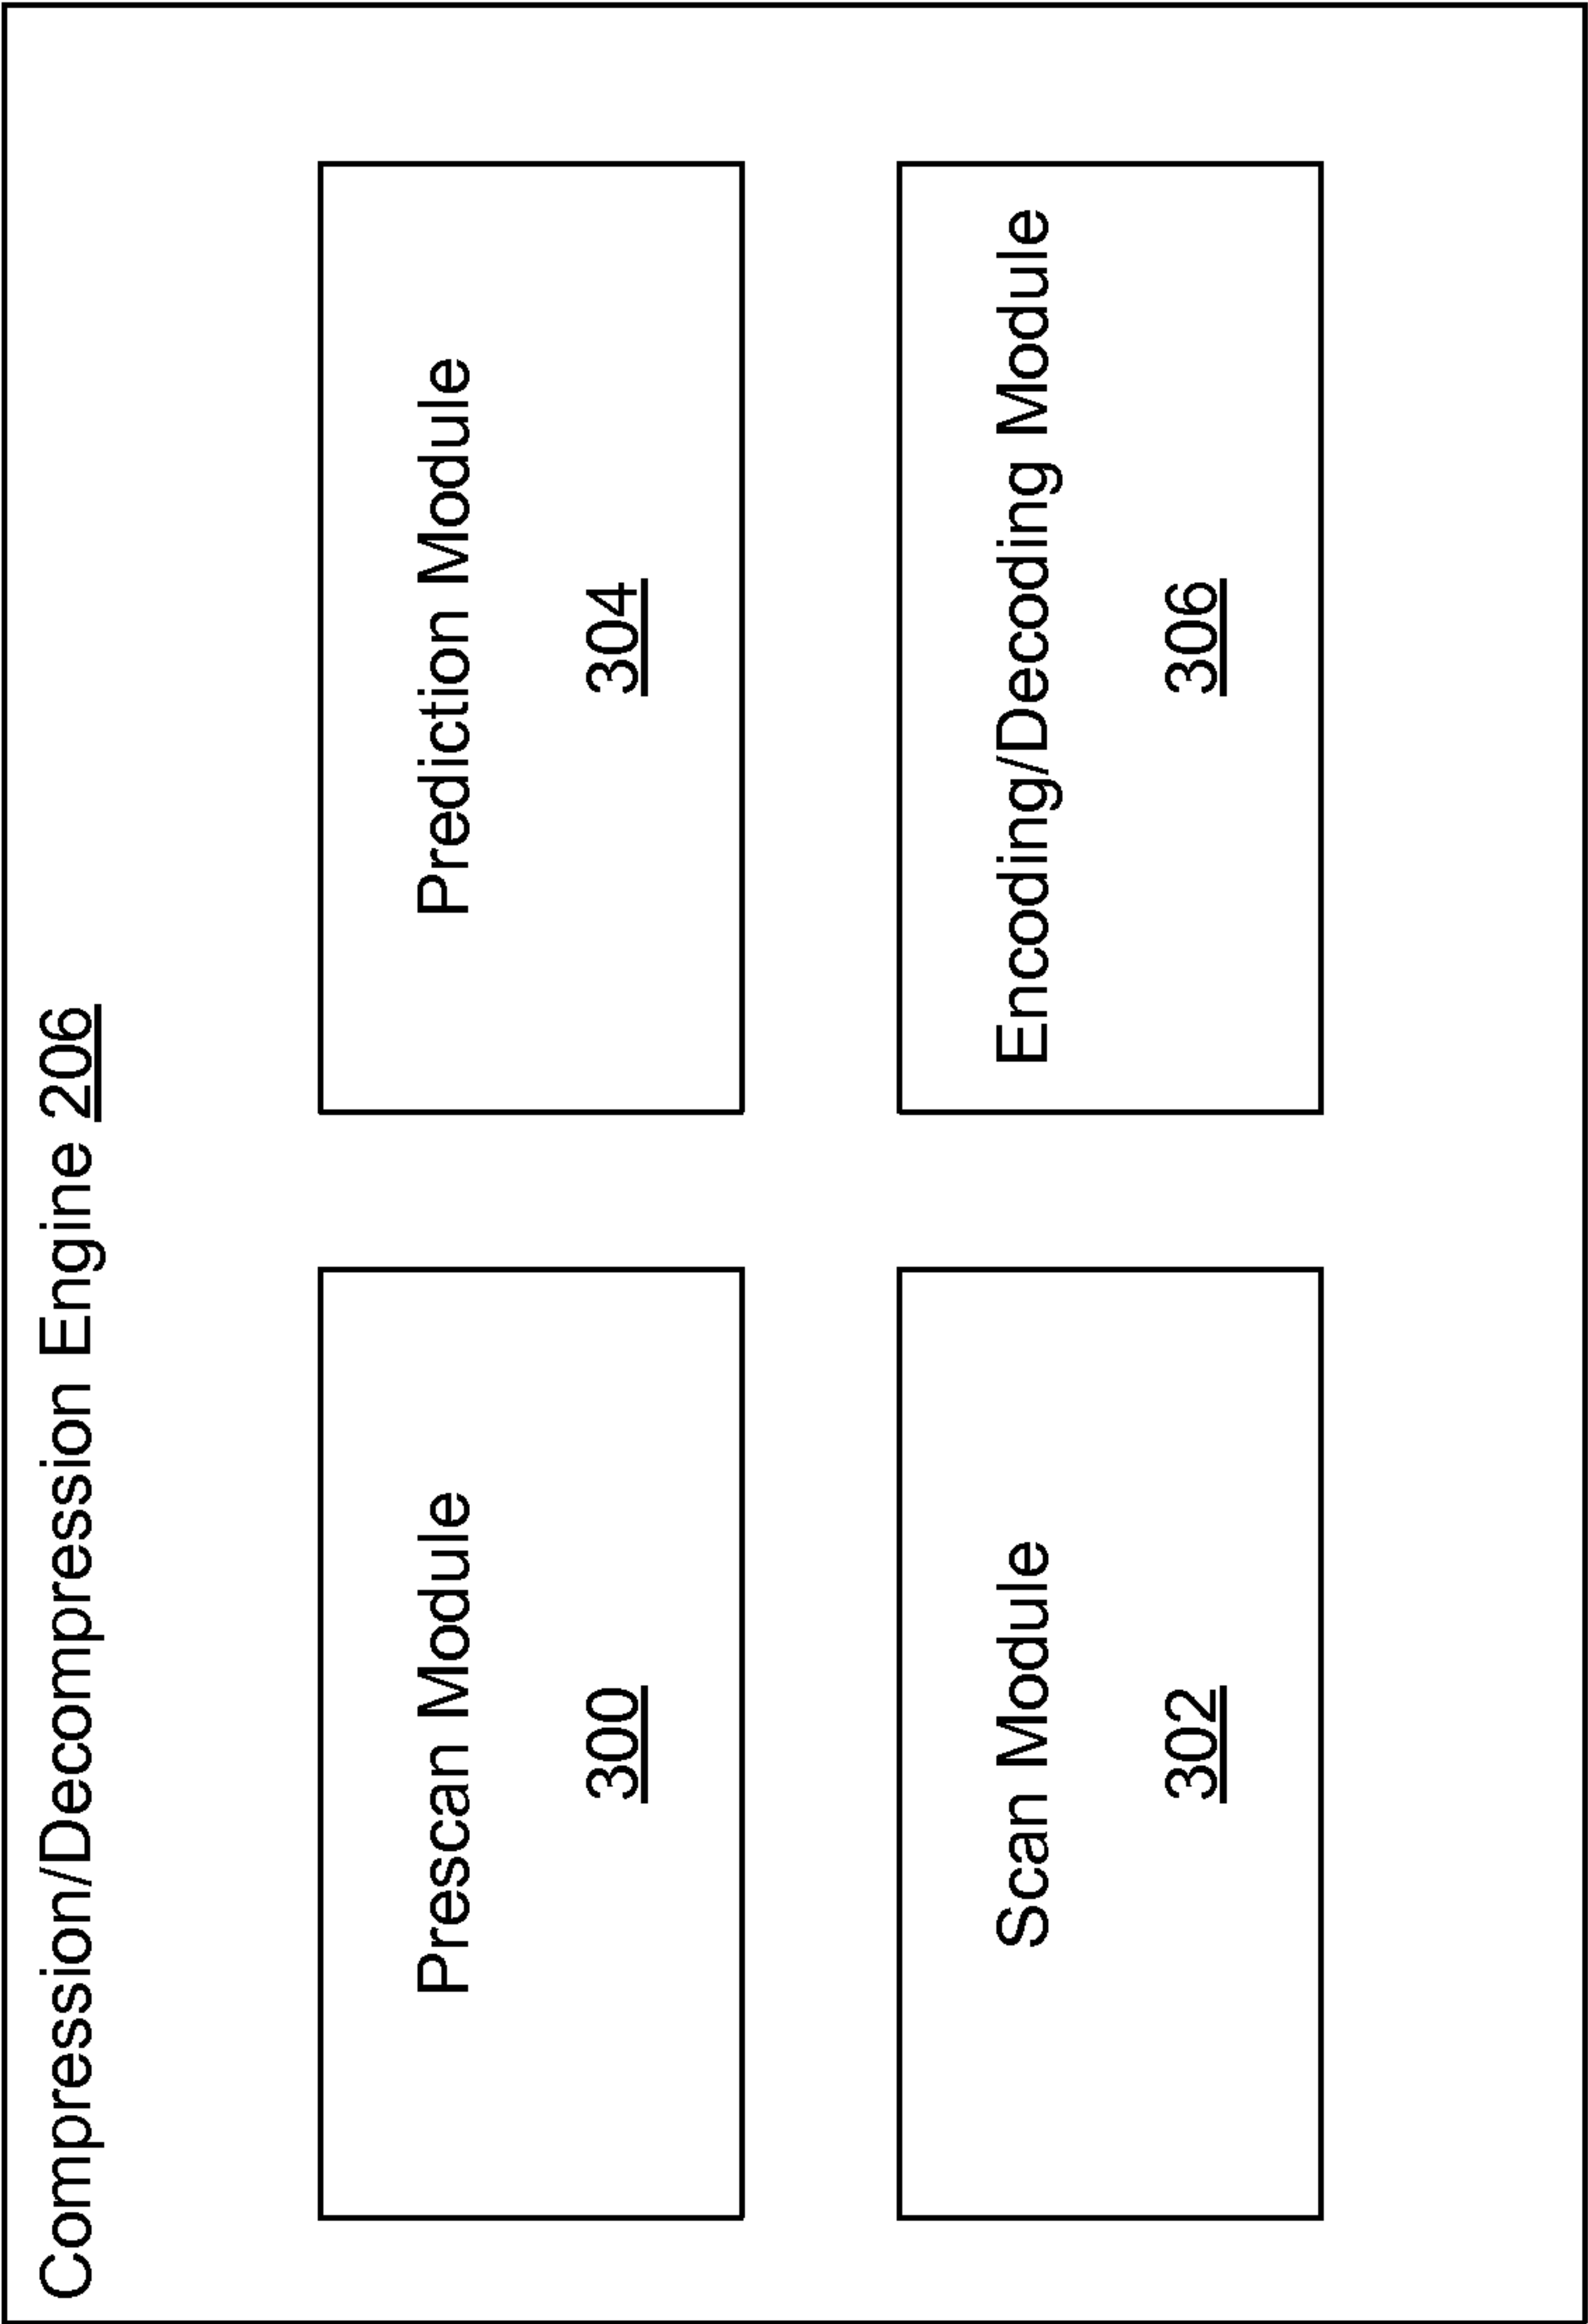 Compression/Decompression Engine 206
Prescan Module
300
Prediction Module
304
Scan Module
302
Encoding/Decoding Module
306